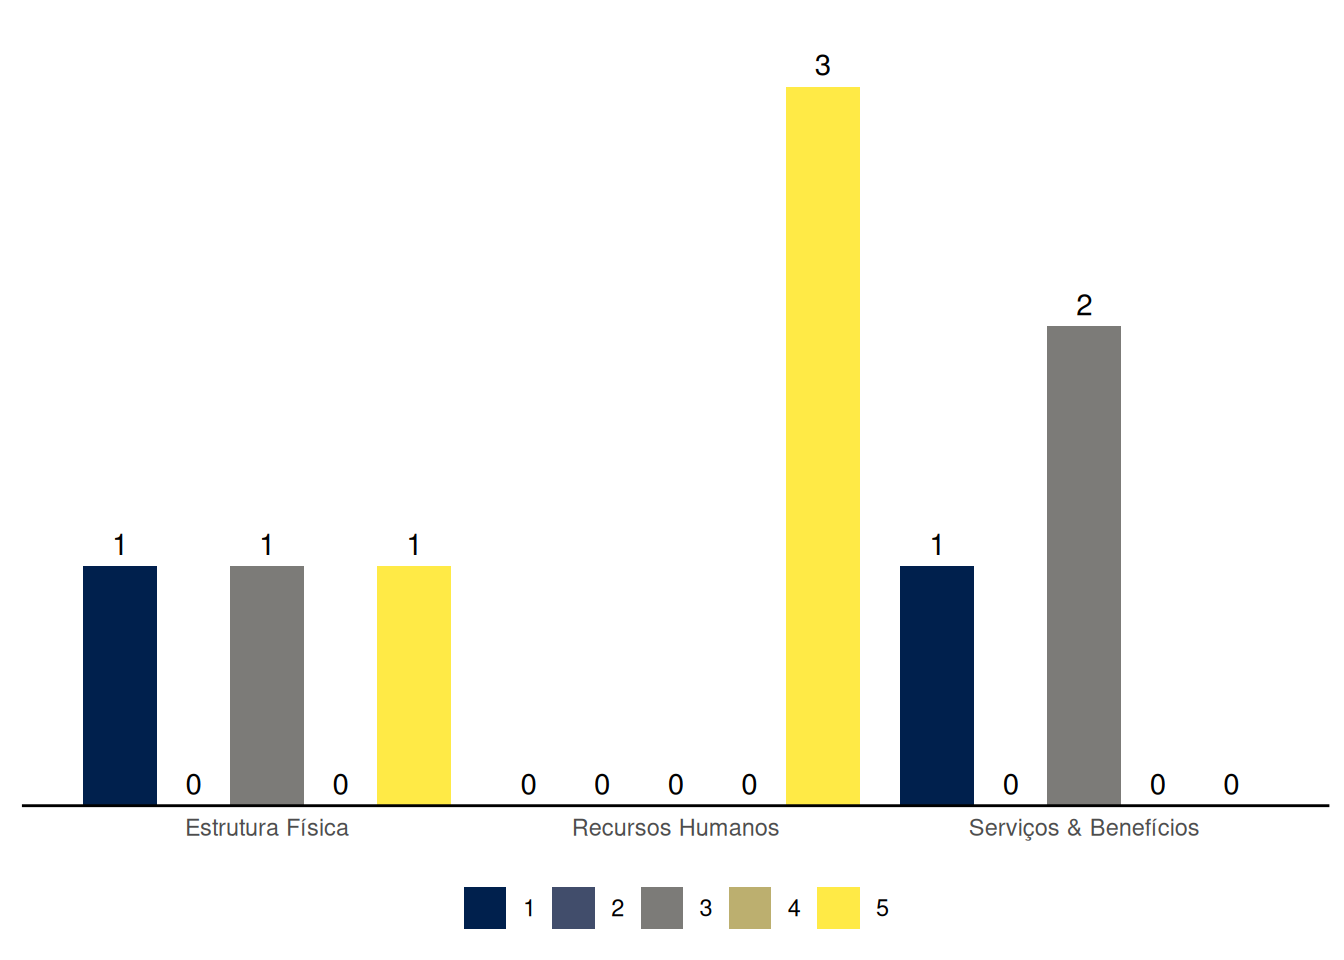 3
2
1 1 1 1
0 0 0 0 0 0 0 0 0
Estrutura Física Recursos Humanos Serviços & Benefícios
1 2 3 4 5